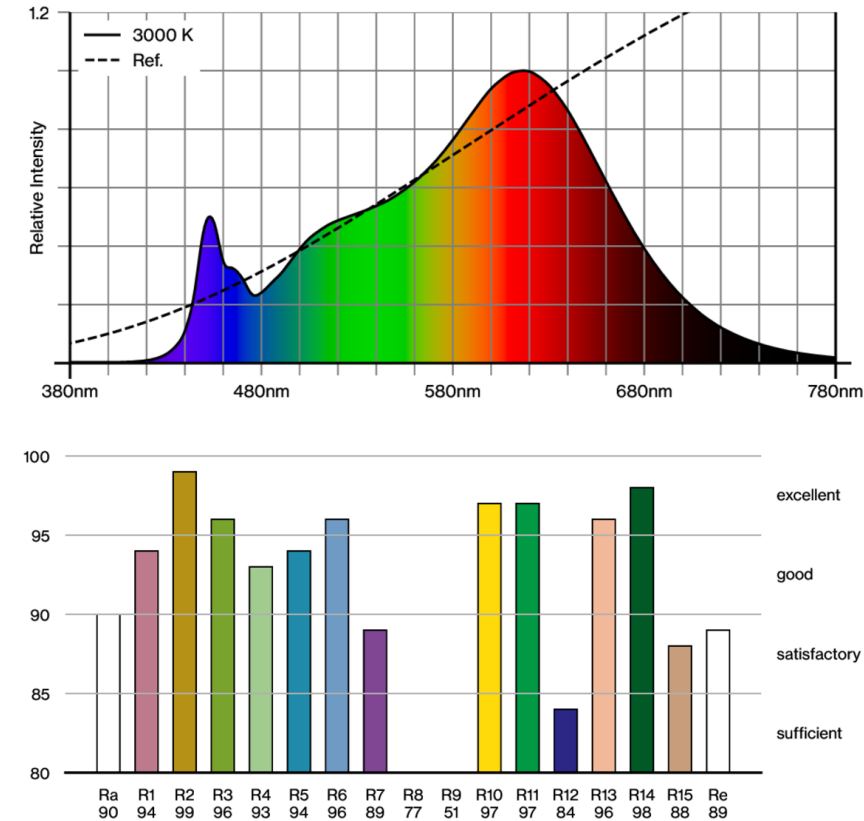 1.2
3000 K
Ref.
Relative Intensity
380nm 480nm 580nm 680nm 780nm
100
excellent
95
good
90
satisfactory
85
sufficient
80
Ra R1 R2 R3 R4 R5 R6 R7 R8 R9 R10 R11 R12 R13 R14 R15 Re
90 94 99 96 93 94 96 89 77 51 97 97 84 96 98 88 89